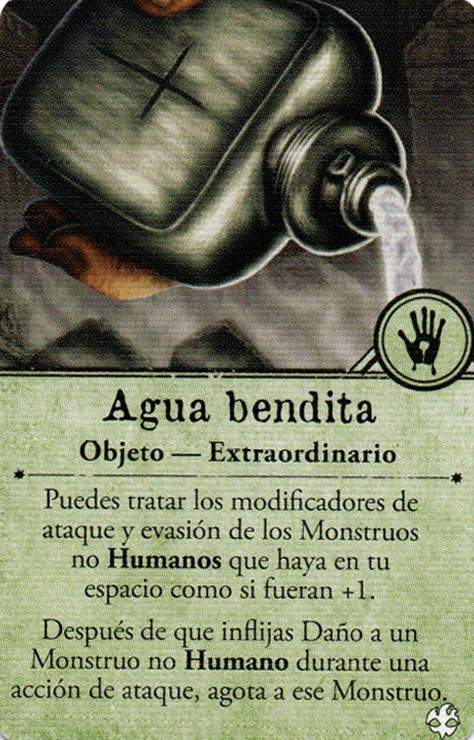 Agua bendita
Objeto — Extraordinario
Puedes tratar los modificadores de
ataque y evasión de los Monstruos
no Humanos que haya en tu
espacio como si fueran +1.
Después de que inflijas Daño a un
Monstruo no Humano durante una
acción de ataque, agota a ese Monstruo.